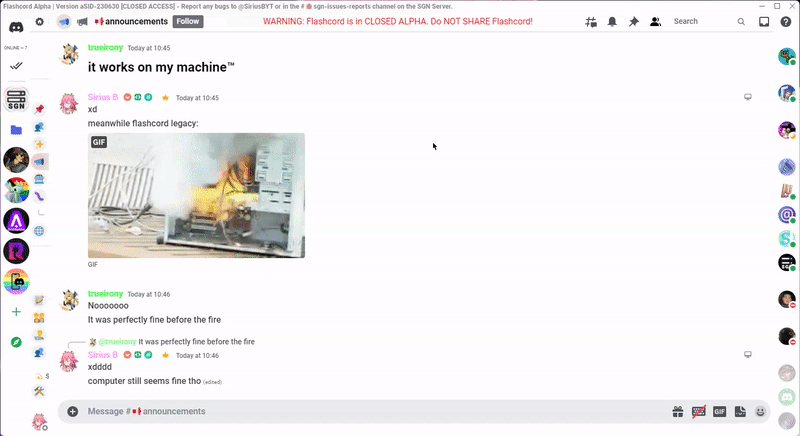 Flashcord Alpha | Version aSID-230630 [CLOSED ACCESS] - Report any bugs to @SiriusBYT or in the # sgn-issues-reports channel on the SGN Server.
announcements Follow
WARNING: Flashcord is in CLOSED ALPHA. Do NOT SHARE Flashcord!
Search
ONLINE - 7
SGN
trueirony Today at 10:45
it works on my machine™
Sirius B Today at 10:45
xd
meanwhile flashcord legacy:
GIF
GIF
trueirony Today at 10:46
Nooooooo
It was perfectly fine before the fire
@trueirony It was perfectly fine before the fire
Sirius B Today at 10:46
xdddd
computer still seems fine tho (edited)
S
Message # announcements
GIF